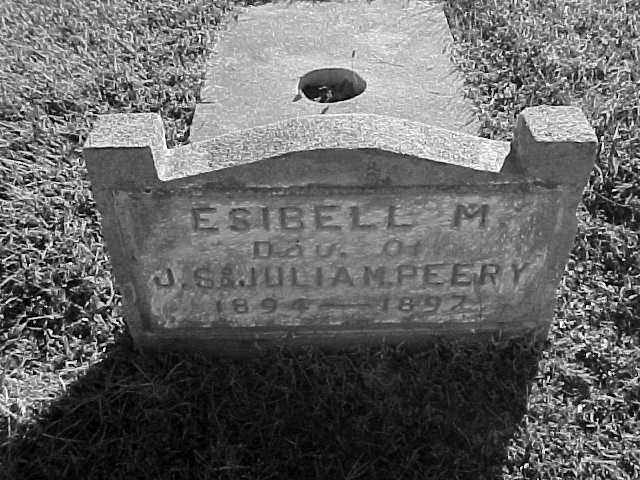 ESIBELL M.
DAU. OF
J.S.&JULIA M. PEERY
1894 — 1897